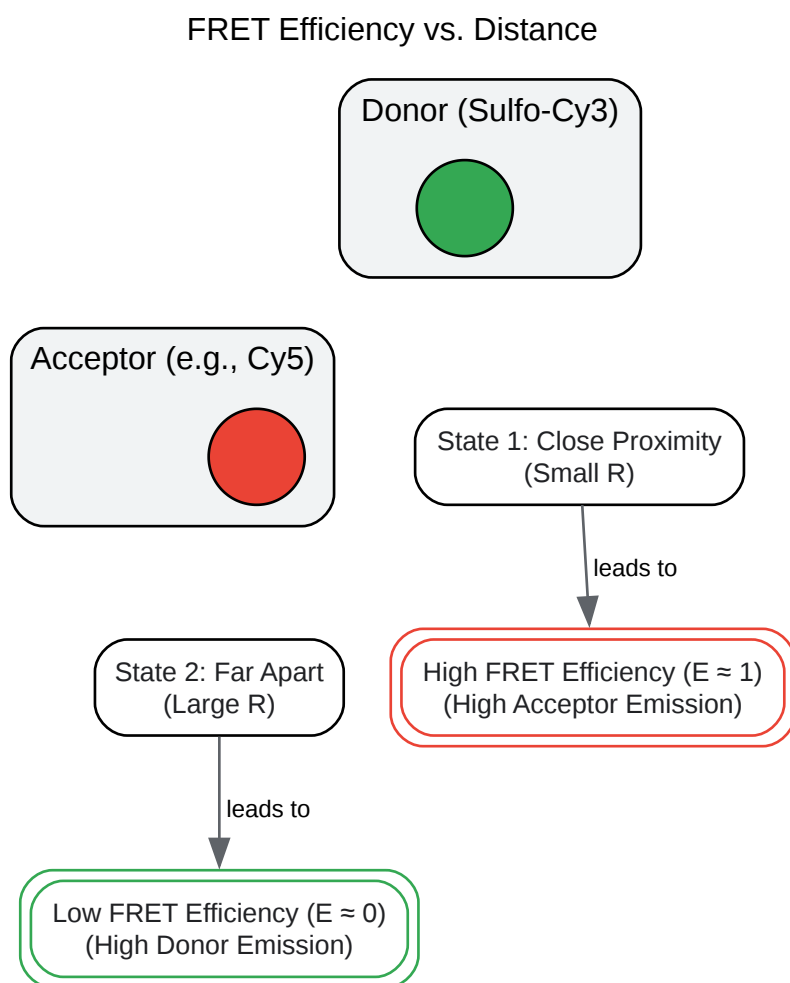 FRET Efficiency vs. Distance
Donor (Sulfo-Cy3)
Acceptor (e.g., Cy5)
State 1: Close Proximity
(Small R)
leads to
High FRET Efficiency (E ≈ 1)
(High Acceptor Emission)
State 2: Far Apart
(Large R)
leads to
Low FRET Efficiency (E ≈ 0)
(High Donor Emission)